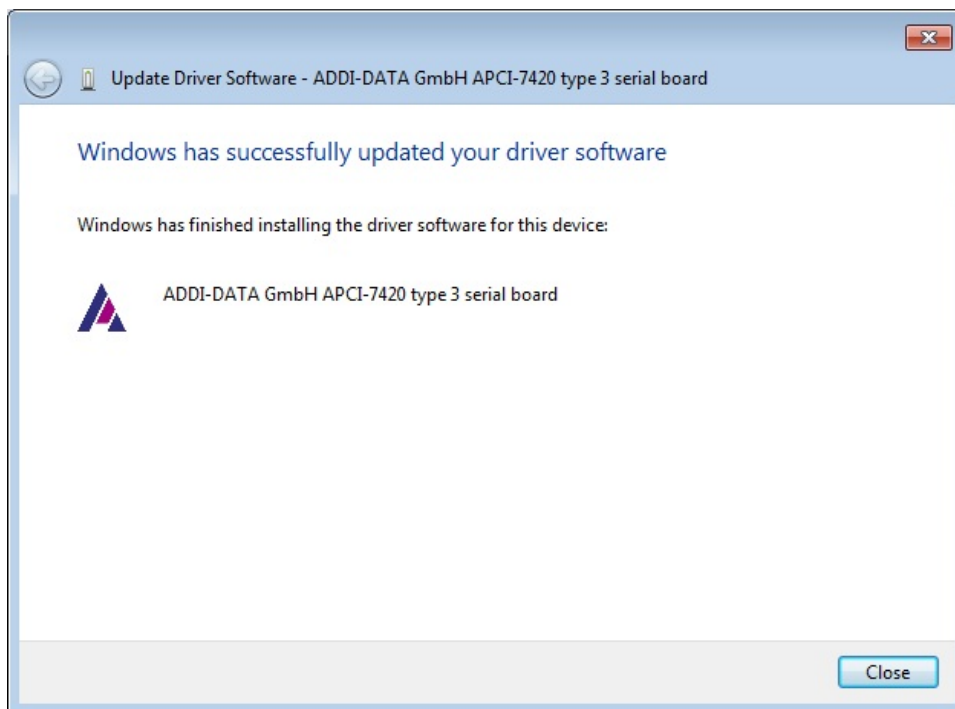 Update Driver Software - ADDI-DATA GmbH APCI-7420 type 3 serial board
Windows has successfully updated your driver software
Windows has finished installing the driver software for this device:
ADDI-DATA GmbH APCI-7420 type 3 serial board
Close